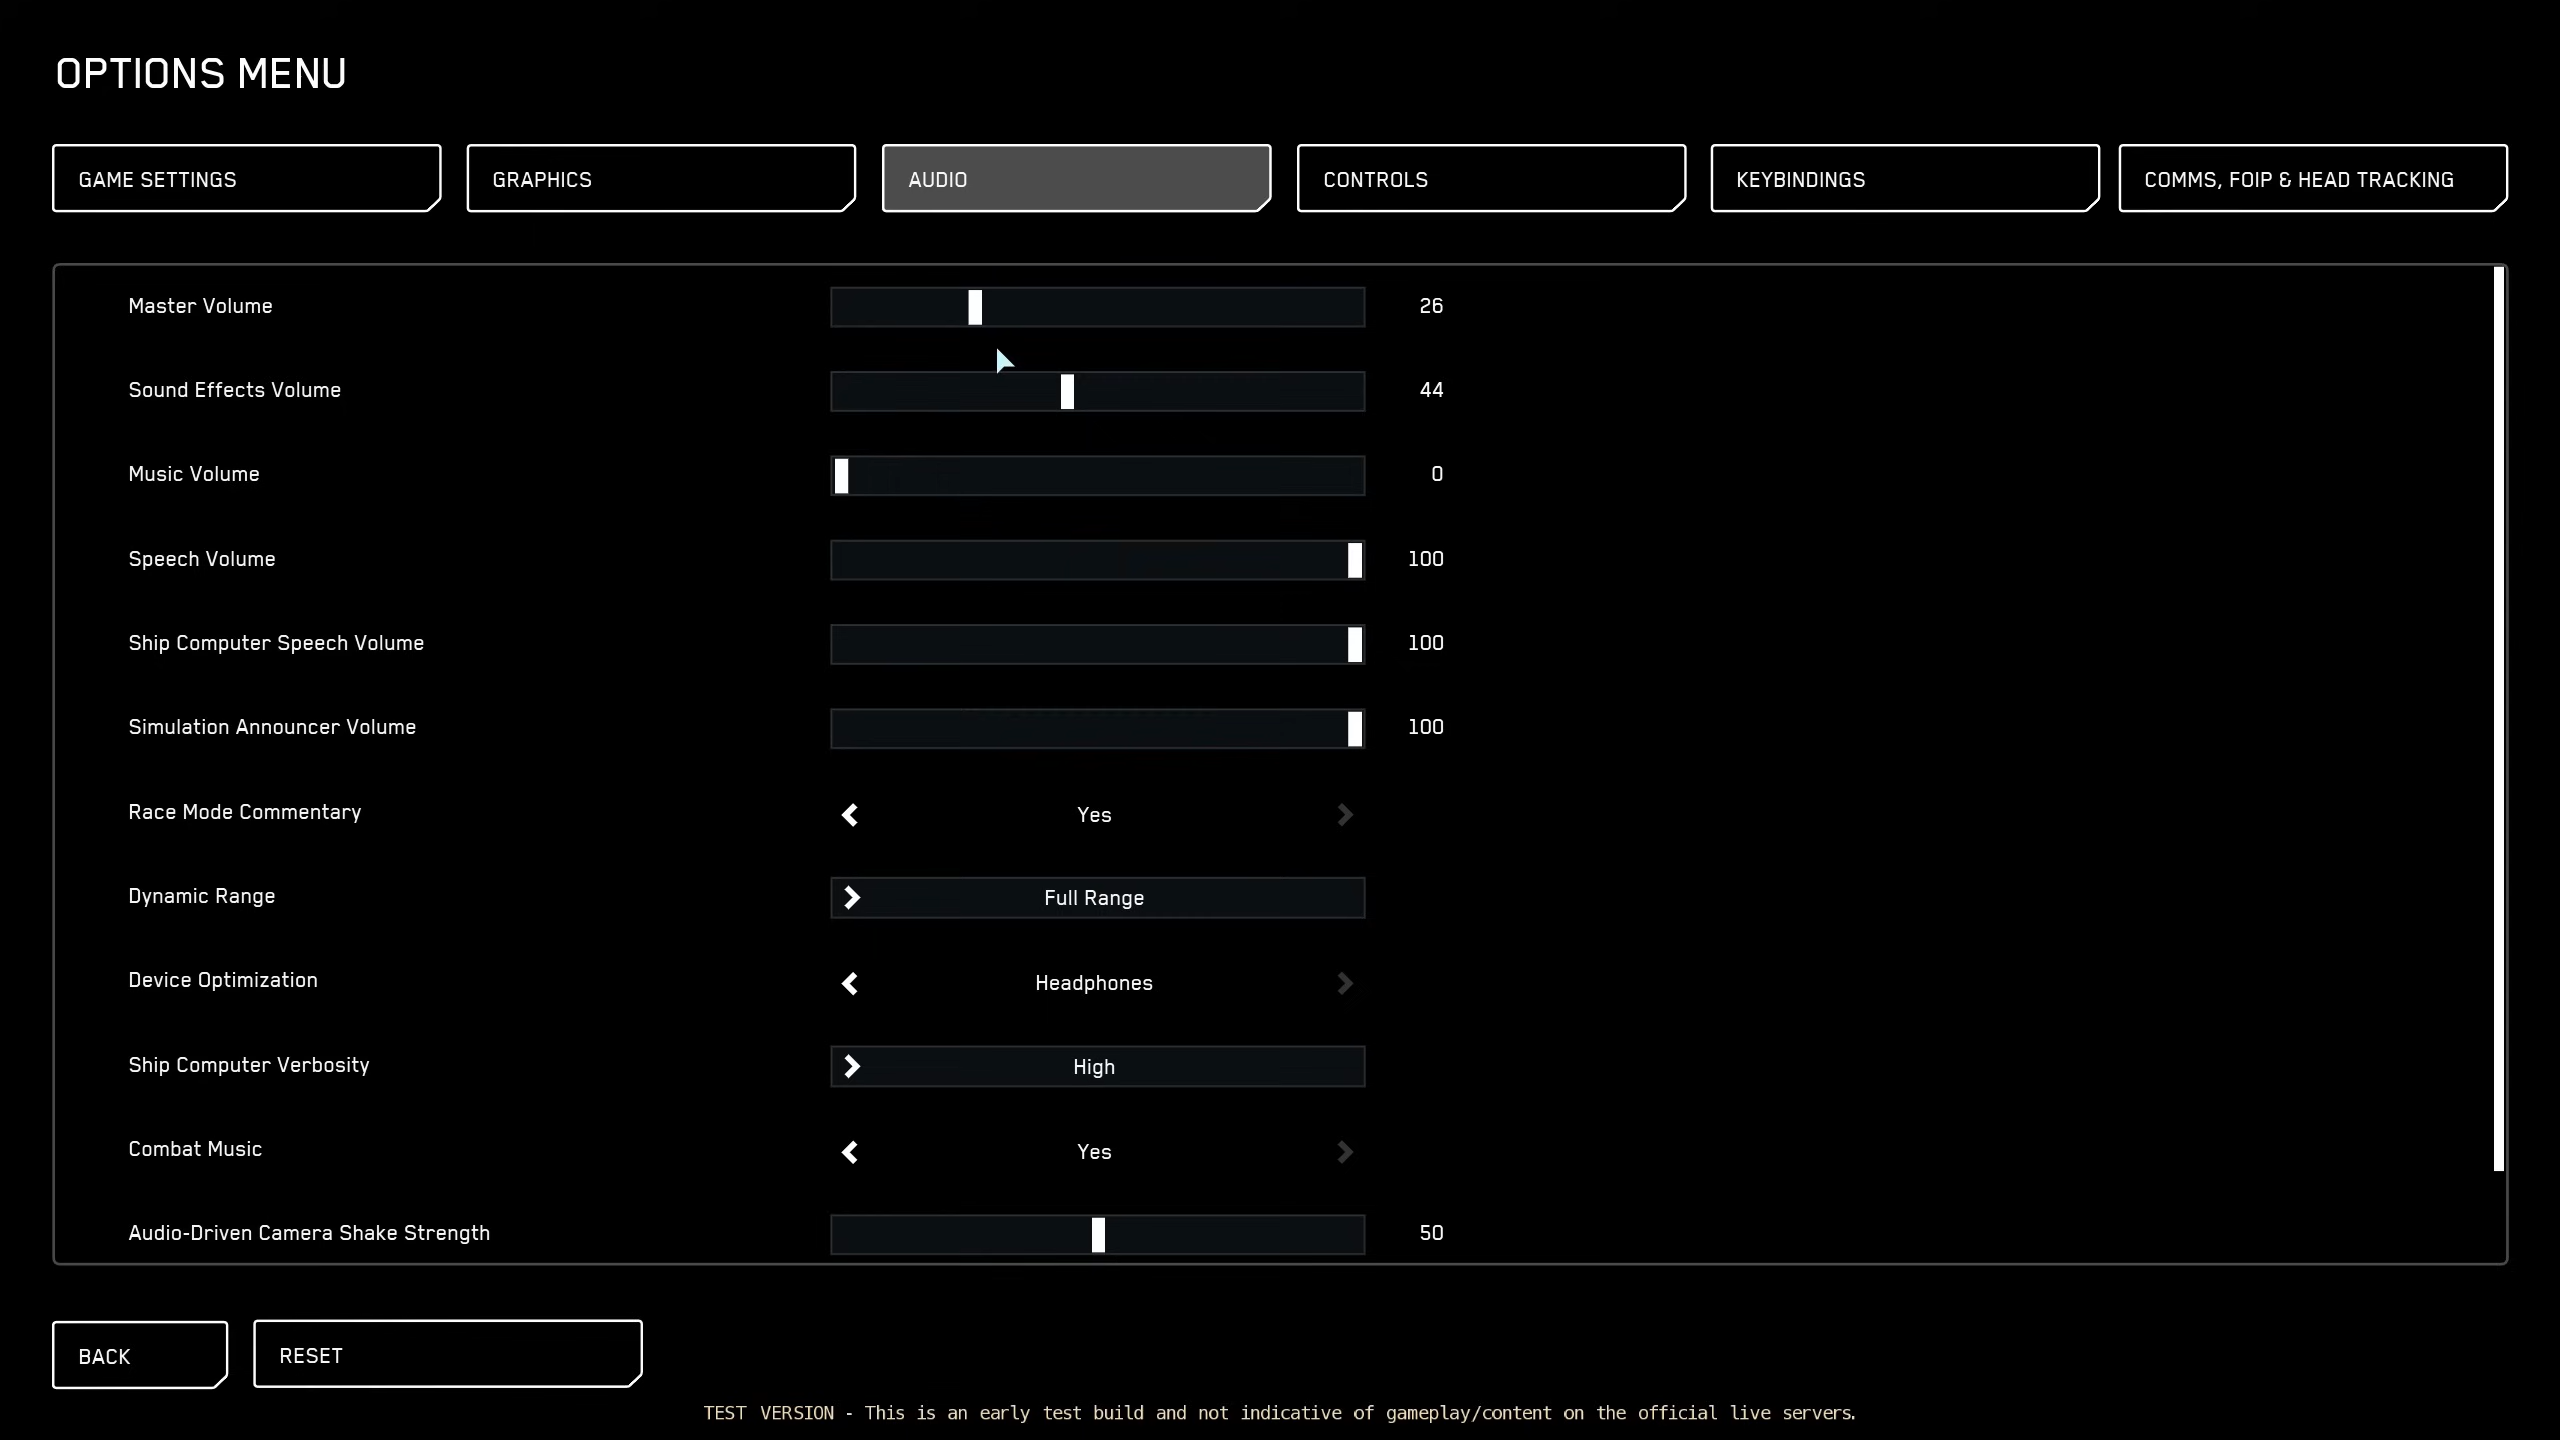 OPTIONS MENU
GAME SETTINGS
GRAPHICS
AUDIO
CONTROLS
KEYBINDINGS
COMMS, FOIP & HEAD TRACKING
Master Volume 26
Sound Effects Volume 44
Music Volume 0
Speech Volume 100
Ship Computer Speech Volume 100
Simulation Announcer Volume 100
Race Mode Commentary Yes
Dynamic Range Full Range
Device Optimization Headphones
Ship Computer Verbosity High
Combat Music Yes
Audio-Driven Camera Shake Strength 50
BACK
RESET
TEST VERSION - This is an early test build and not indicative of gameplay/content on the official live servers.